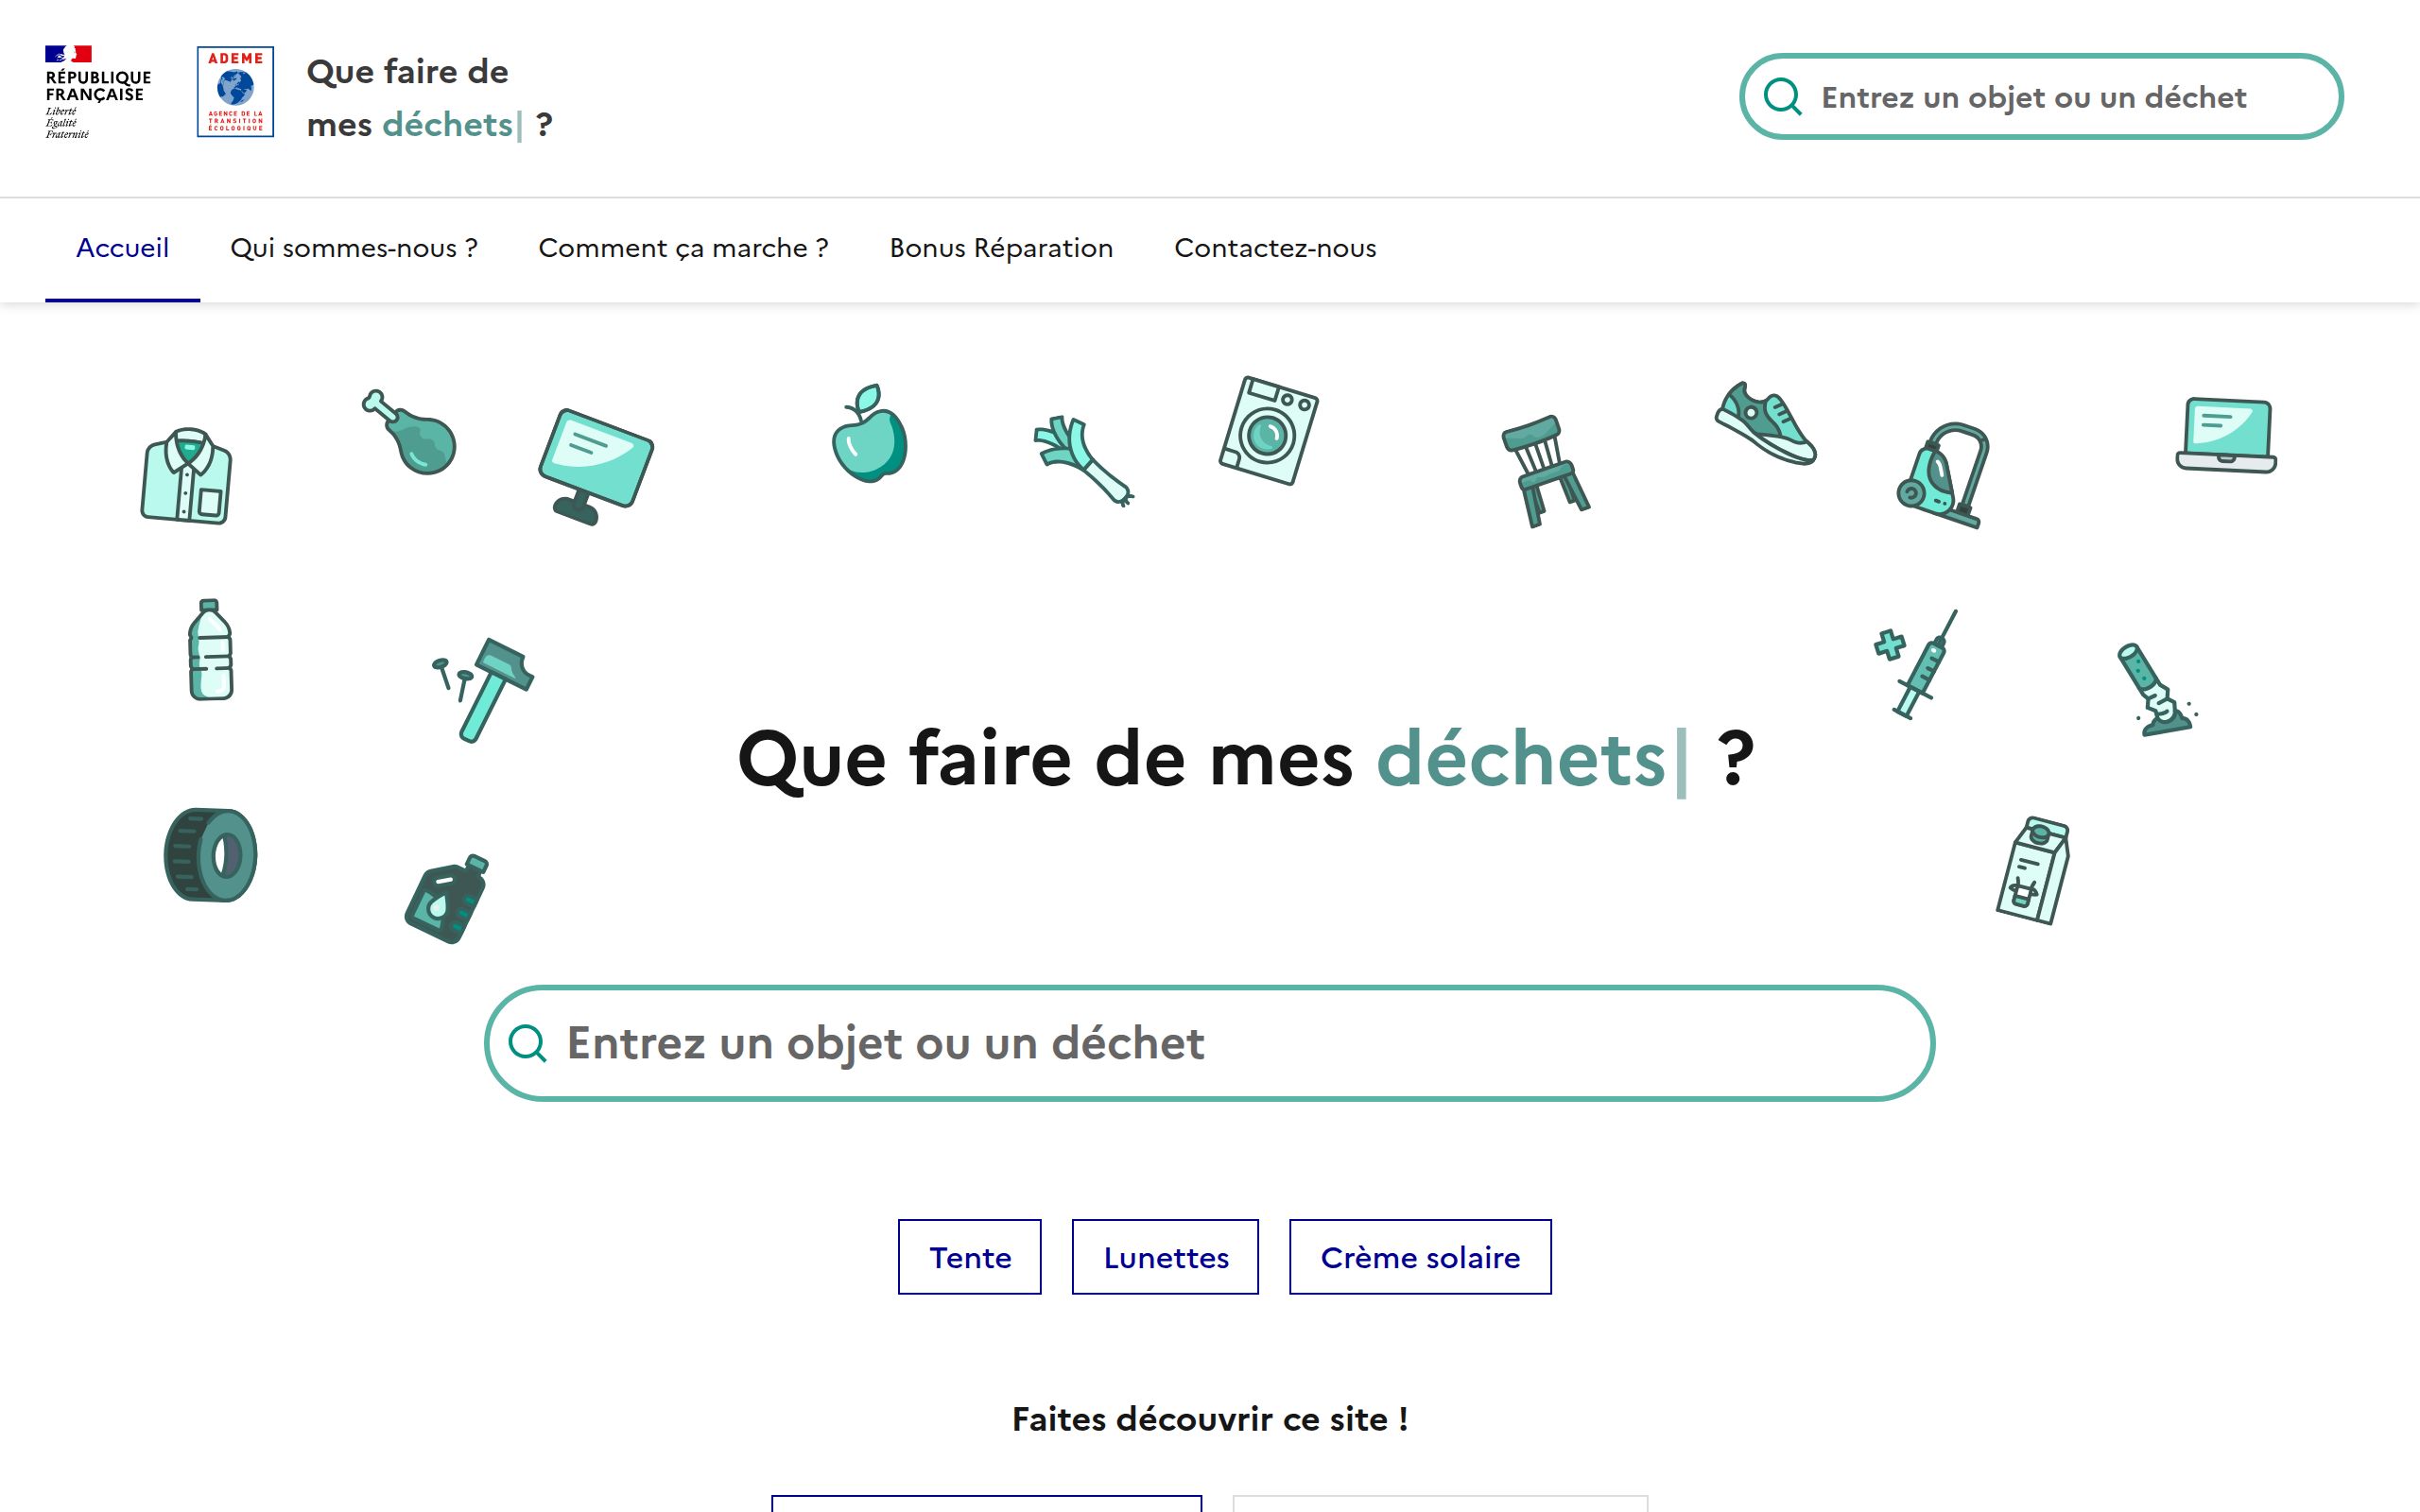 RÉPUBLIQUE
FRANÇAISE
Liberté
Égalité
Fraternité
ADEME
AGENCE DE LA
TRANSITION
ÉCOLOGIQUE
Que faire de
mes déchets| ?
Entrez un objet ou un déchet
Accueil
Qui sommes-nous ?
Comment ça marche ?
Bonus Réparation
Contactez-nous
Que faire de mes déchets| ?
Entrez un objet ou un déchet
Tente
Lunettes
Crème solaire
Faites découvrir ce site !